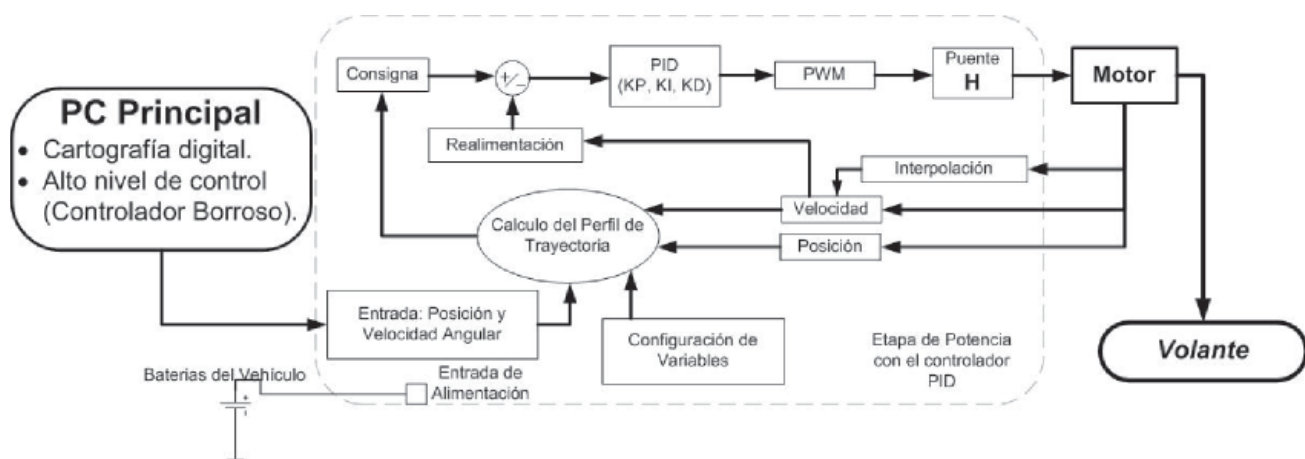 PC Principal
• Cartografía digital.
• Alto nivel de control
(Controlador Borroso).
Consigna
+/-
PID
(KP, KI, KD)
PWM
Puente
H
Motor
Realimentación
Interpolación
Velocidad
Posición
Calculo del Perfil de
Trayectoria
Entrada: Posición y
Velocidad Angular
Configuración de
Variables
Etapa de Potencia
con el controlador
PID
Volante
Baterias del Vehículo
Entrada de
Alimentación
+
-